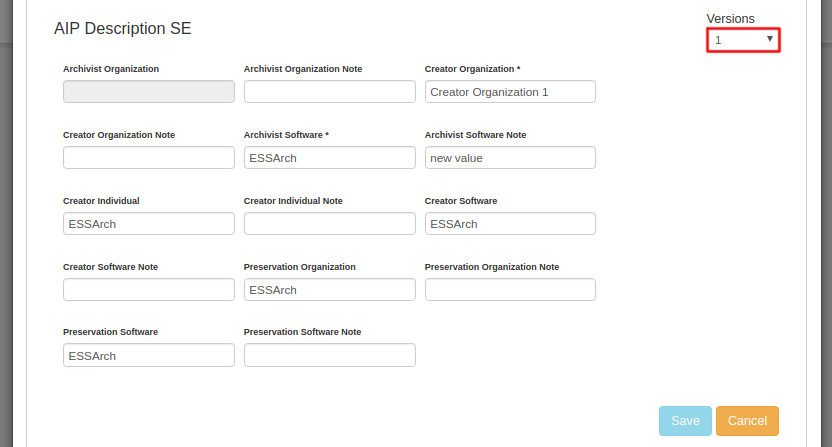 AIP Description SE
Versions
1
Archivist Organization
Archivist Organization Note
Creator Organization *
Creator Organization 1
Creator Organization Note
Archivist Software *
Archivist Software Note
ESSArch
new value
Creator Individual
Creator Individual Note
Creator Software
ESSArch
ESSArch
Creator Software Note
Preservation Organization
Preservation Organization Note
ESSArch
Preservation Software
Preservation Software Note
ESSArch
Save
Cancel